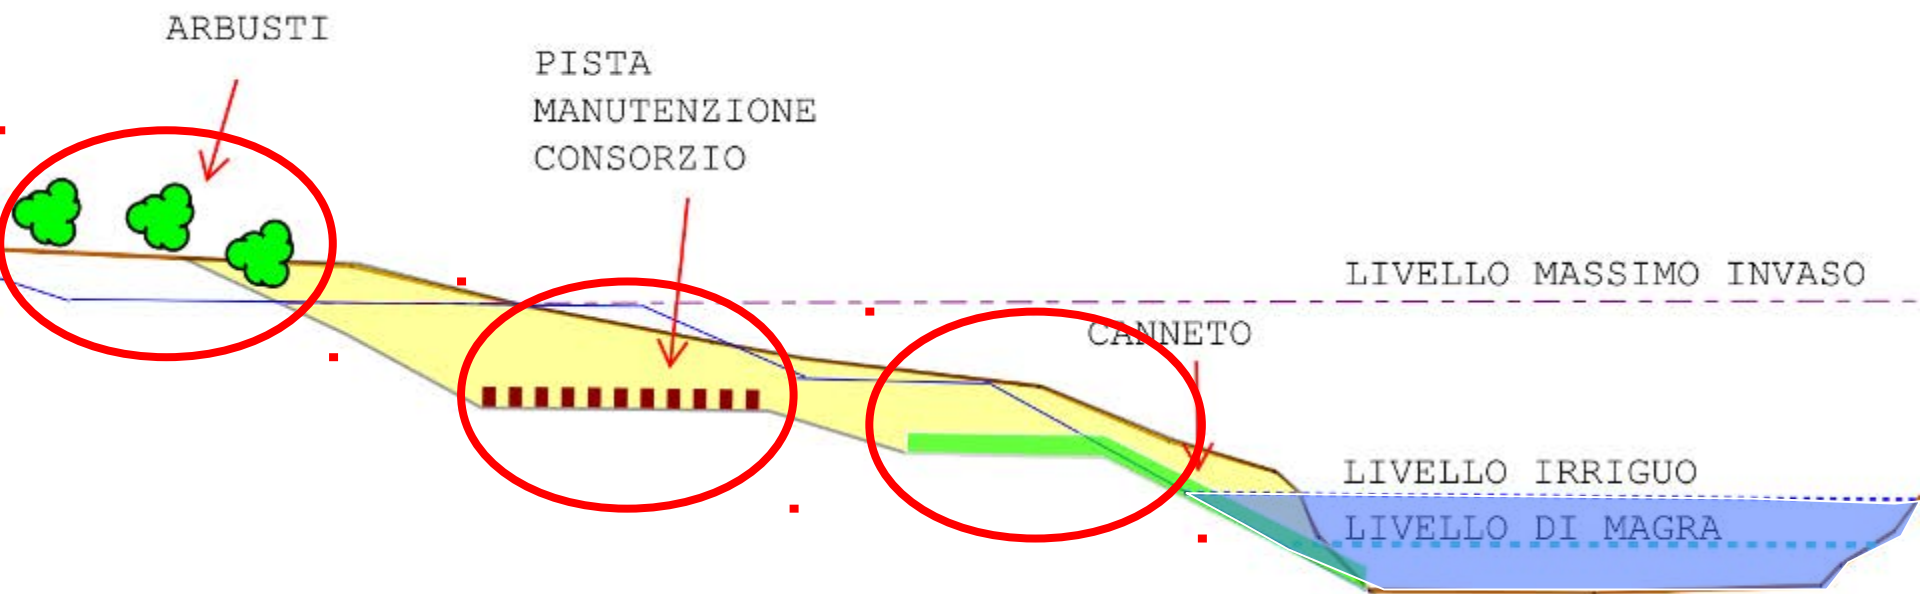 ARBUSTI
PISTA
MANUTENZIONE
CONSORZIO
LIVELLO MASSIMO INVASO
CANNETO
LIVELLO IRRIGUO
LIVELLO DI MAGRA